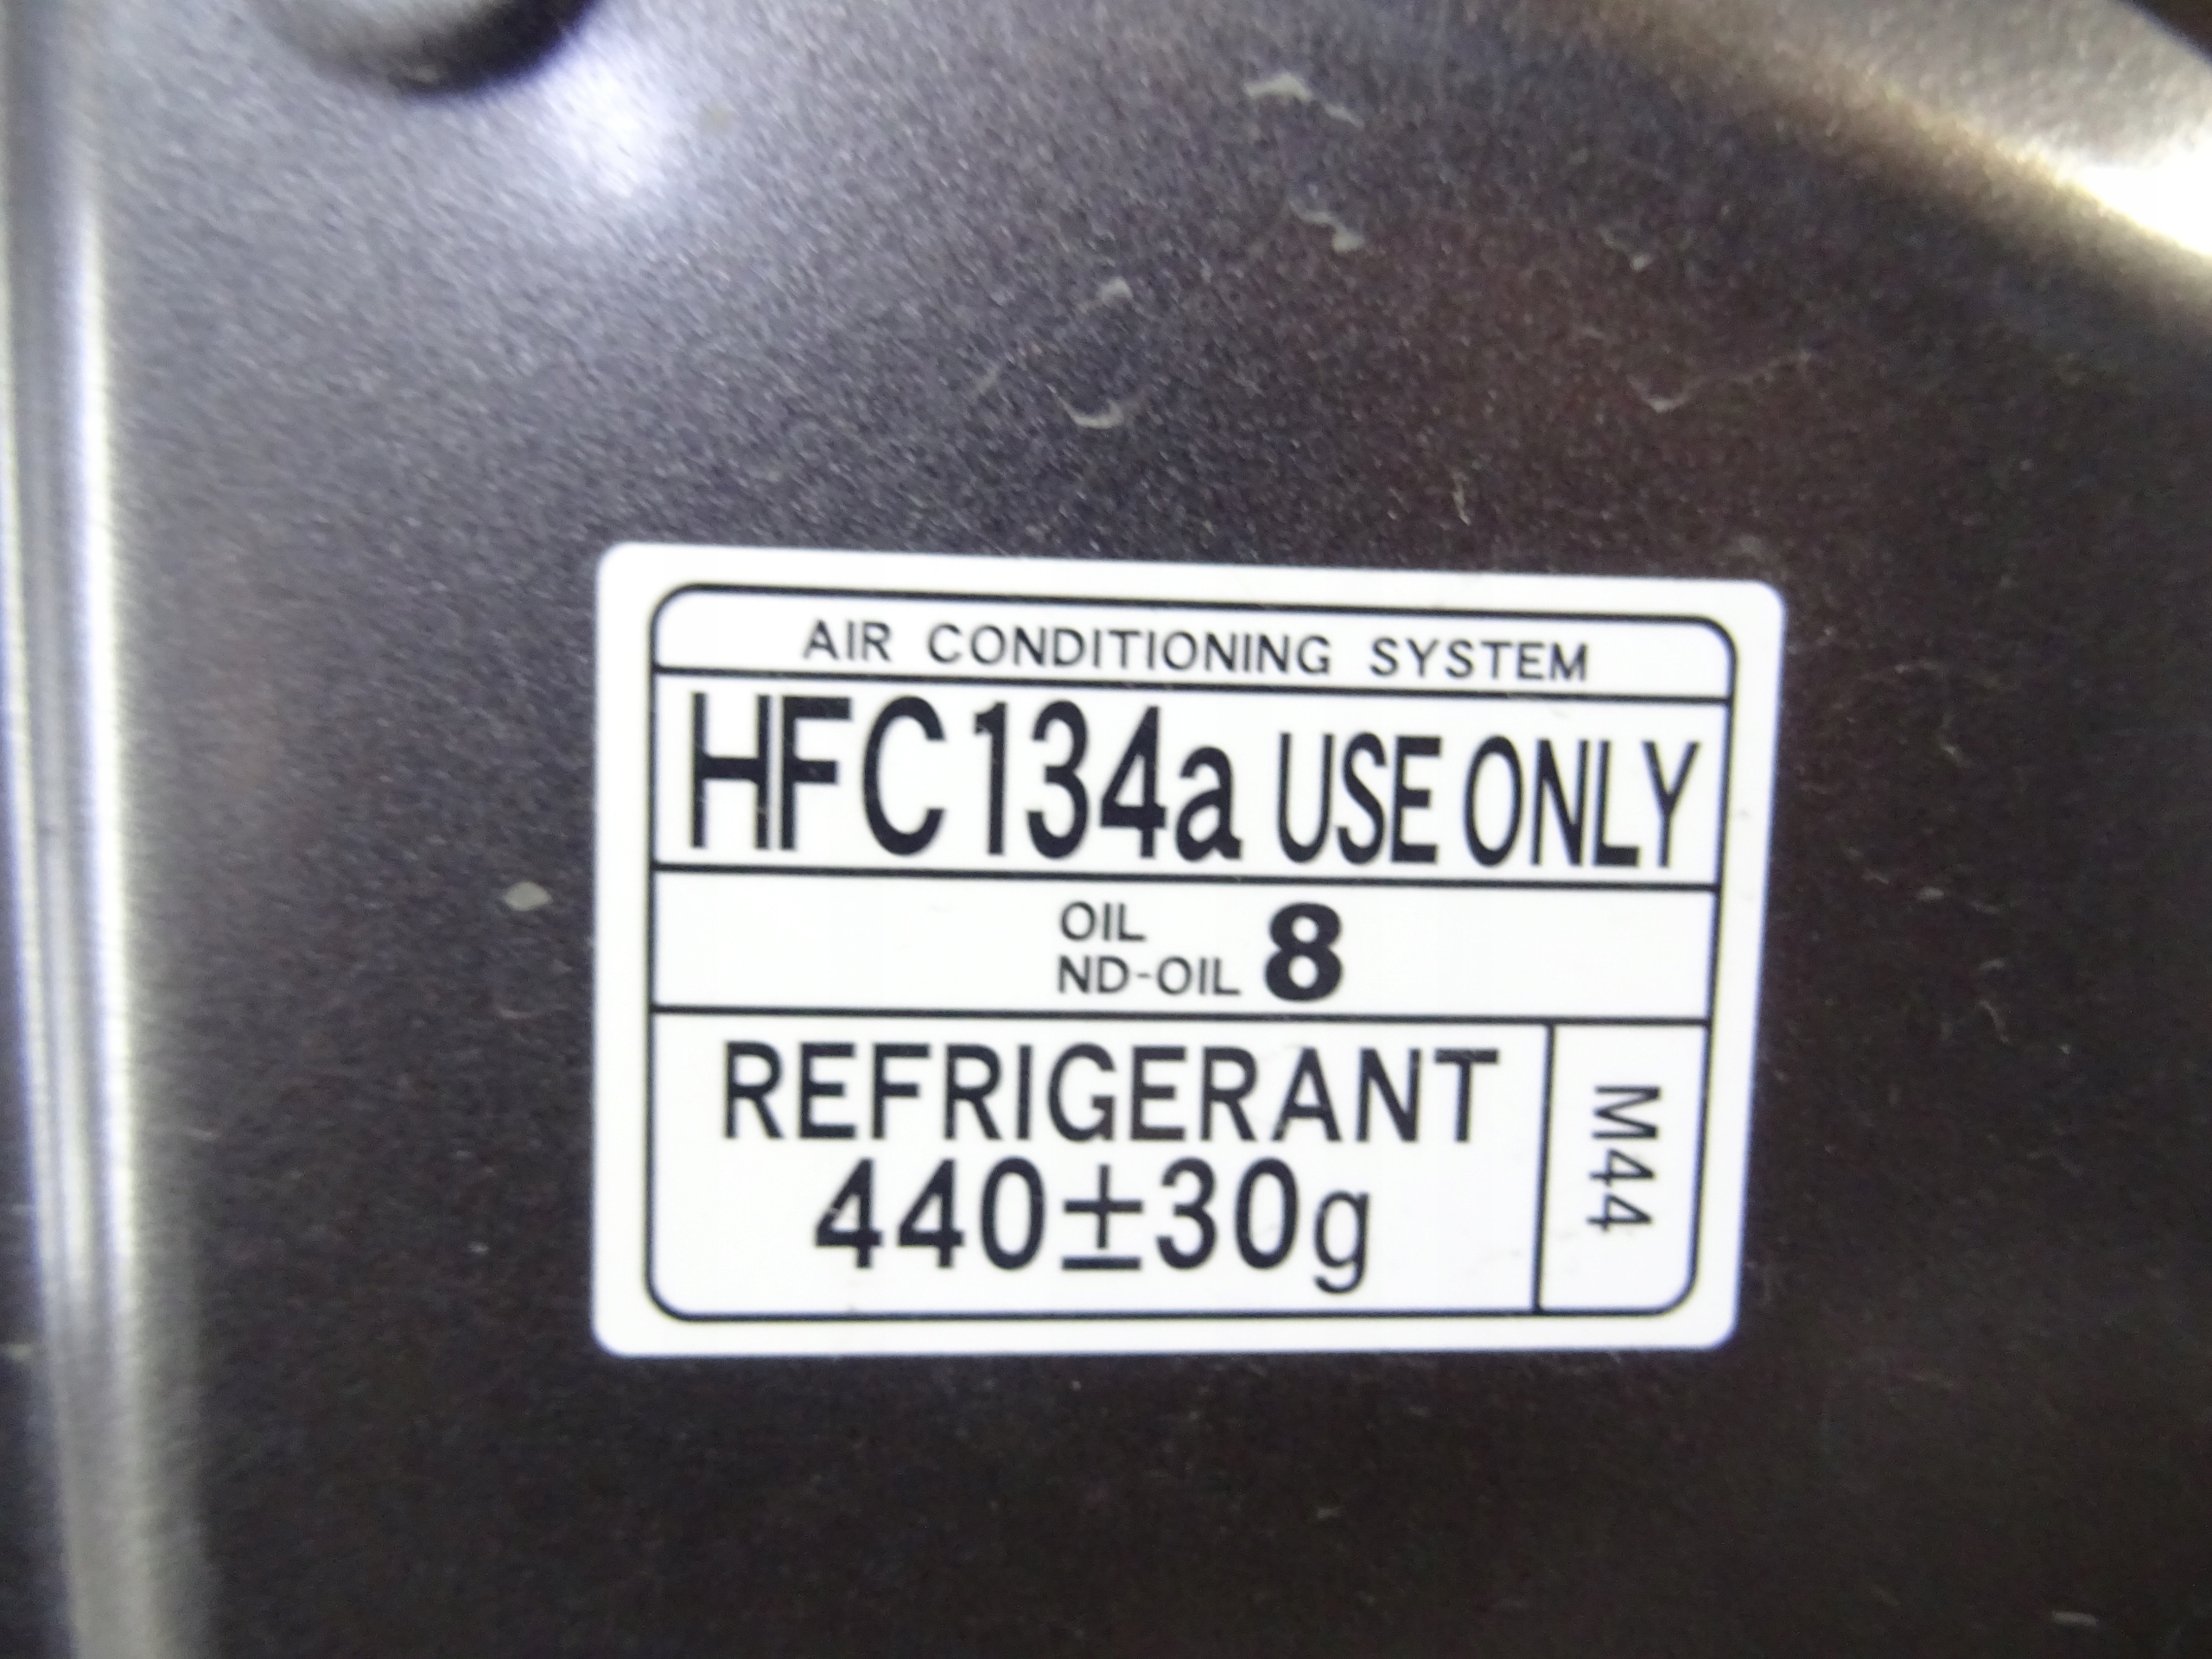 AIR CONDITIONING SYSTEM
HFC134a USE ONLY
OIL
ND-OIL 8
REFRIGERANT
440±30g
M44